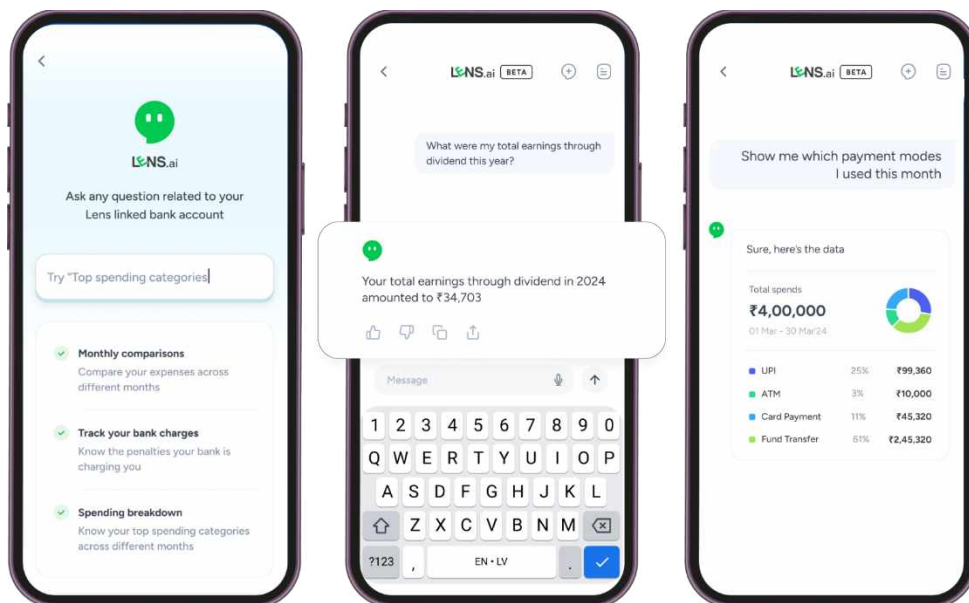 LENS.ai
Ask any question related to your
Lens linked bank account
Try "Top spending categories
Monthly comparisons
Compare your expenses across
different months
Track your bank charges
Know the penalties your bank is
charging you
Spending breakdown
Know your top spending categories
across different months
LENS.ai BETA
What were my total earnings through
dividend this year?
Your total earnings through dividend in 2024
amounted to ₹34,703
Message
1 2 3 4 5 6 7 8 9 0
Q W E R T Y U I O P
A S D F G H J K L
Z X C V B N M
?123 , EN • LV .
LENS.ai BETA
Show me which payment modes
I used this month
Sure, here's the data
Total spends
₹4,00,000
01 Mar - 30 Mar'24
UPI 25% ₹99,360
ATM 3% ₹10,000
Card Payment 11% ₹45,320
Fund Transfer 61% ₹2,45,320